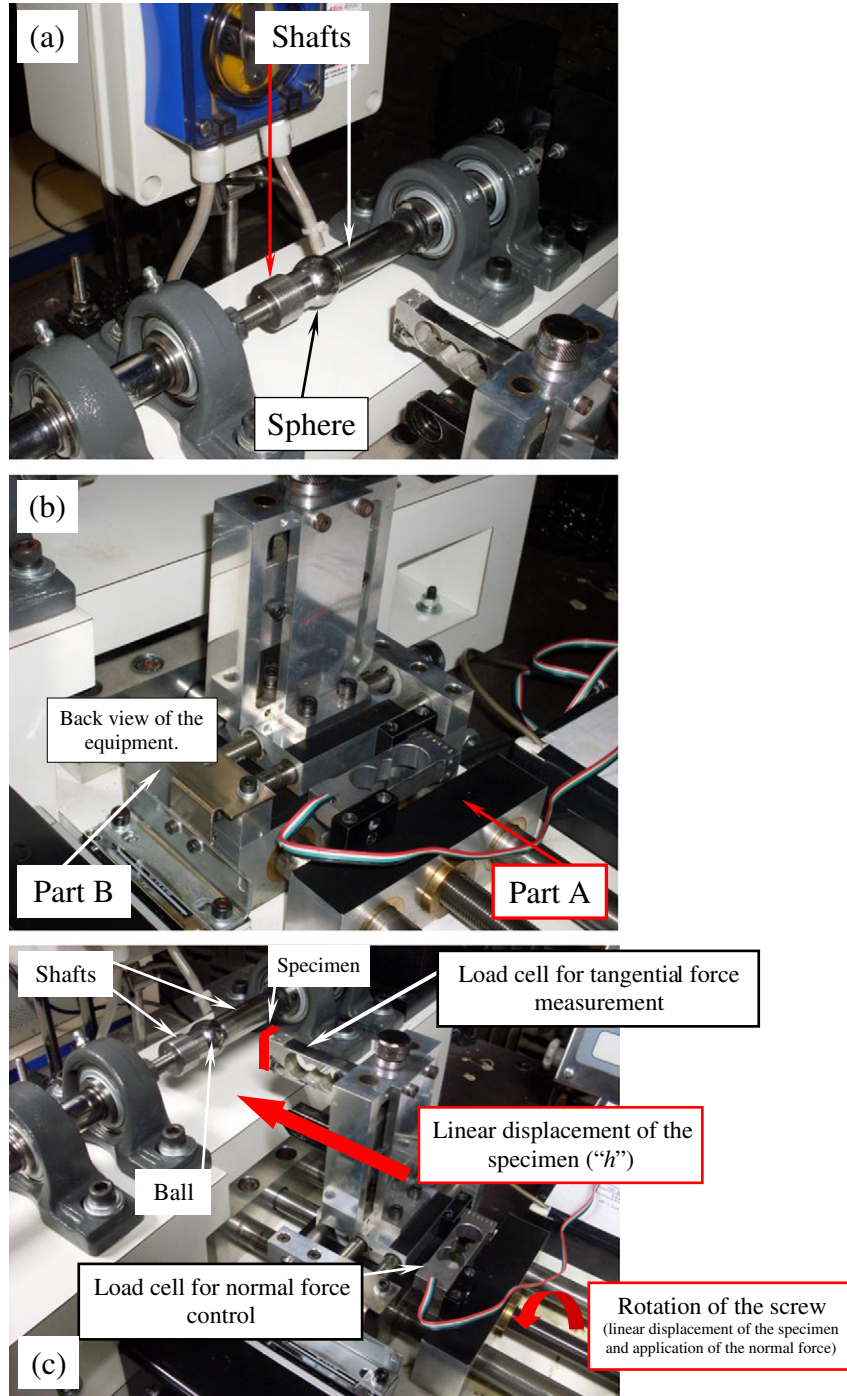 (a)
Shafts
Sphere
(b)
Back view of the
equipment.
Part B
Part A
Shafts
Specimen
Load cell for tangential force
measurement
Linear displacement of the
specimen (“h”)
Ball
Load cell for normal force
control
Rotation of the screw
(linear displacement of the specimen
and application of the normal force)
(c)